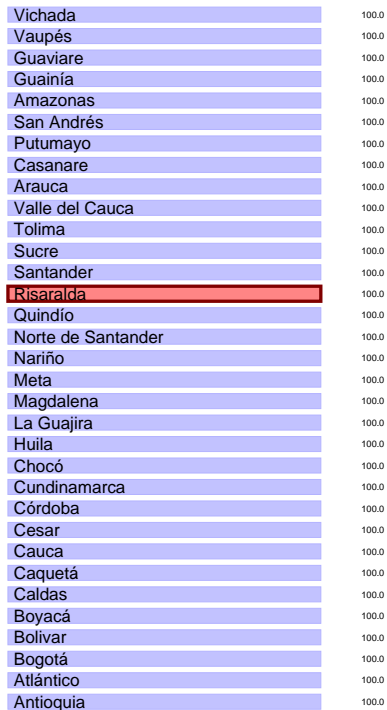 Vichada 100.0
Vaupés 100.0
Guaviare 100.0
Guainía 100.0
Amazonas 100.0
San Andrés 100.0
Putumayo 100.0
Casanare 100.0
Arauca 100.0
Valle del Cauca 100.0
Tolima 100.0
Sucre 100.0
Santander 100.0
Risaralda 100.0
Quindío 100.0
Norte de Santander 100.0
Nariño 100.0
Meta 100.0
Magdalena 100.0
La Guajira 100.0
Huila 100.0
Chocó 100.0
Cundinamarca 100.0
Córdoba 100.0
Cesar 100.0
Cauca 100.0
Caquetá 100.0
Caldas 100.0
Boyacá 100.0
Bolivar 100.0
Bogotá 100.0
Atlántico 100.0
Antioquia 100.0